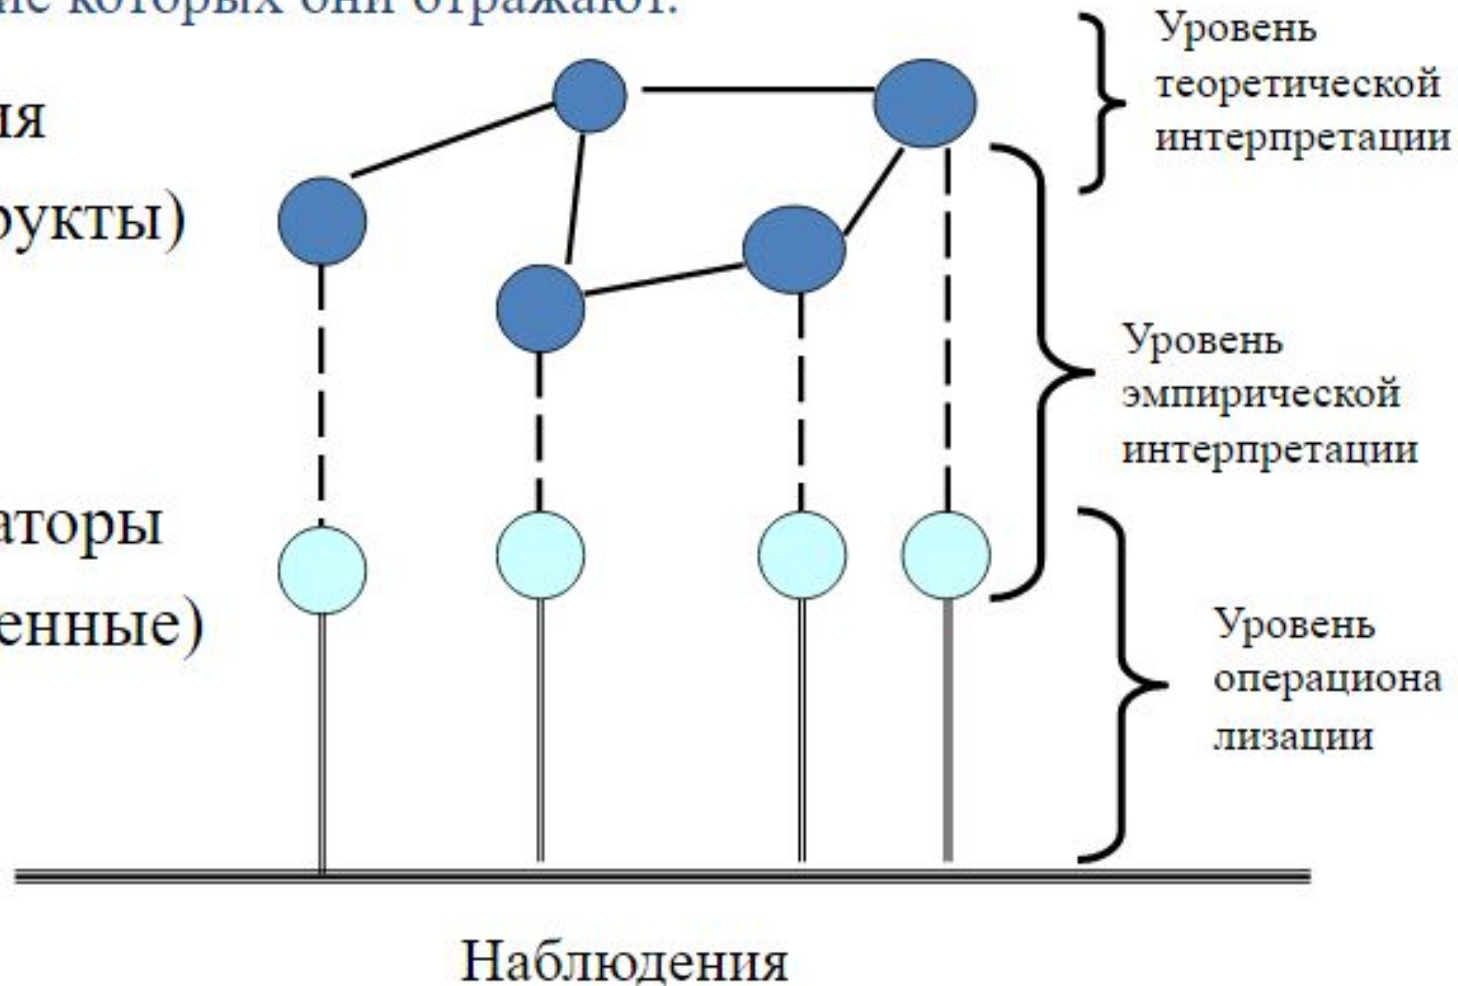 ие которых они отражают.
ия
рукты)
аторы
енные)
Уровень
теоретической
интерпретации
Уровень
эмпирической
интерпретации
Уровень
операциона
лизации
Наблюдения